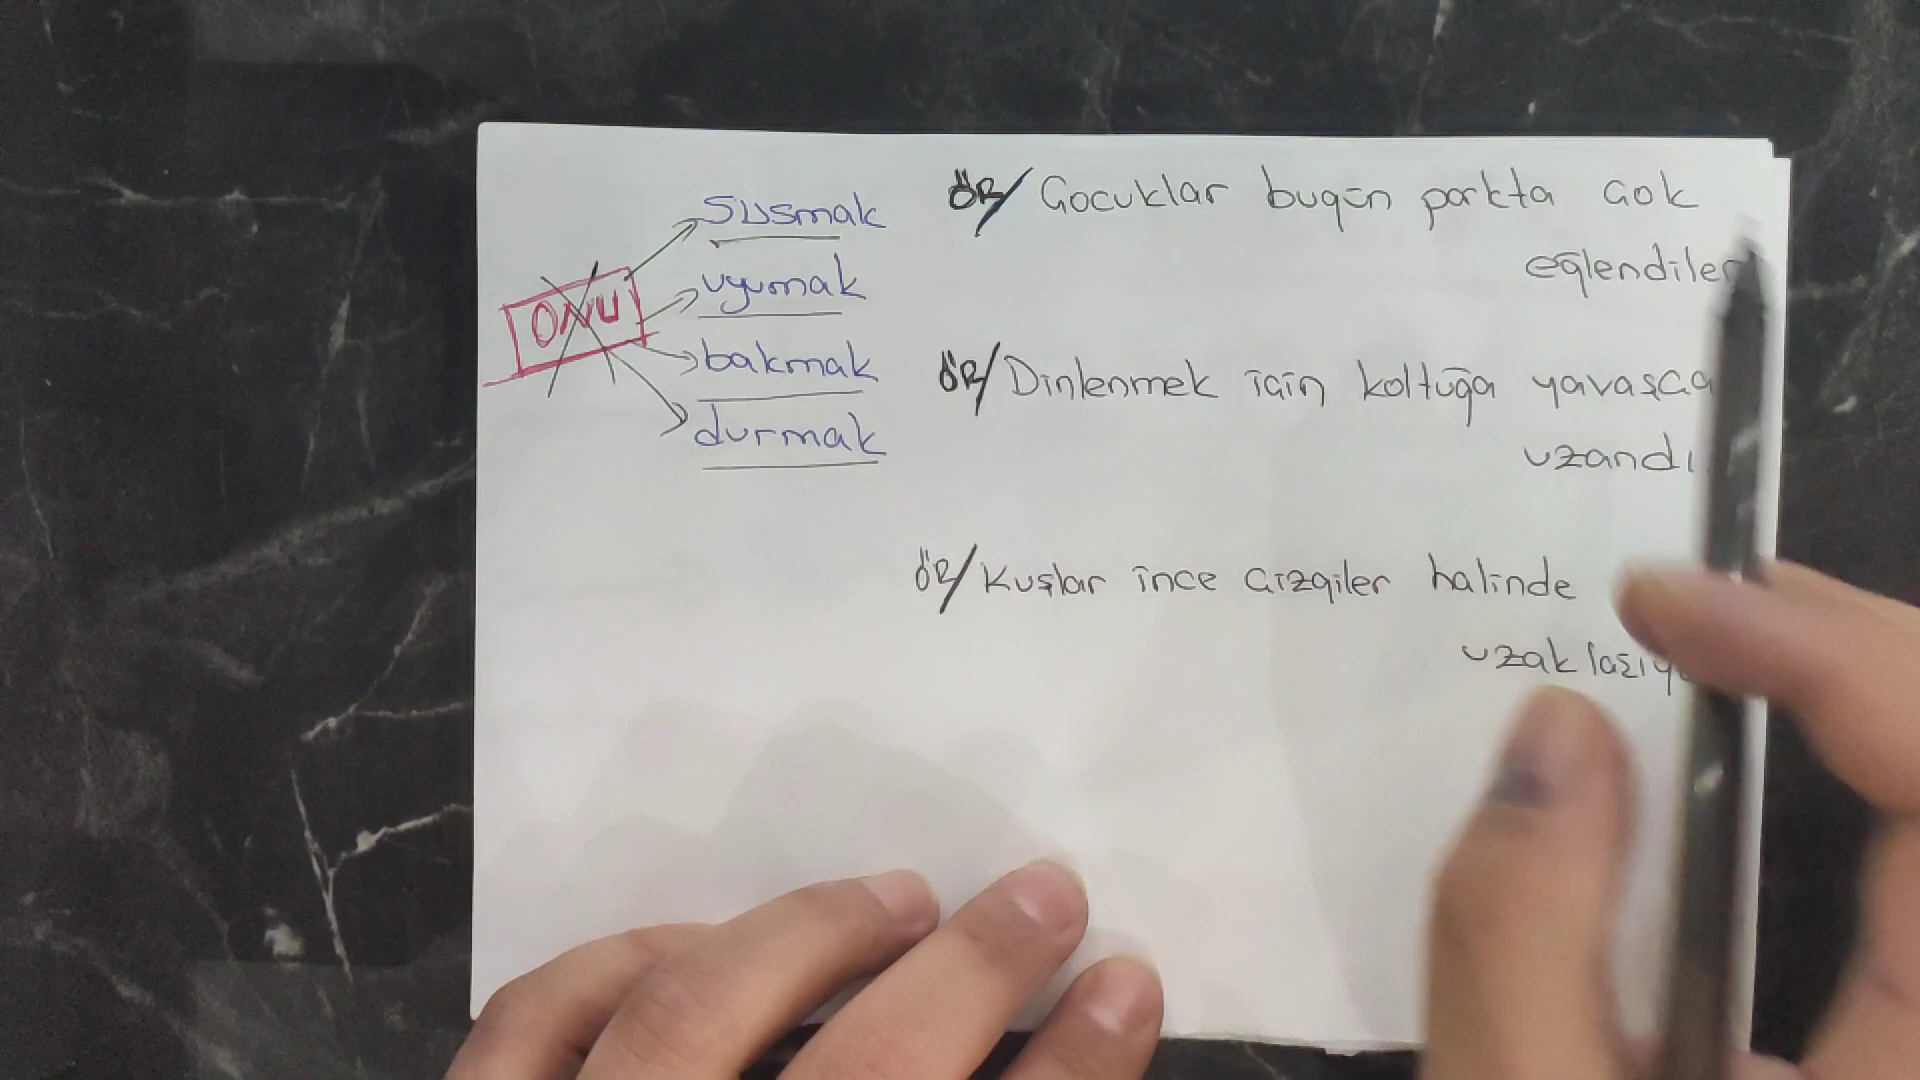 ONU
susmak
uyumak
bakmak
durmak
ÖR/ Çocuklar bugün parkta çok
eğlendiler
ÖR/ Dinlenmek için koltuğa yavaşça
uzandı
ÖR/ Kuşlar ince çizgiler halinde